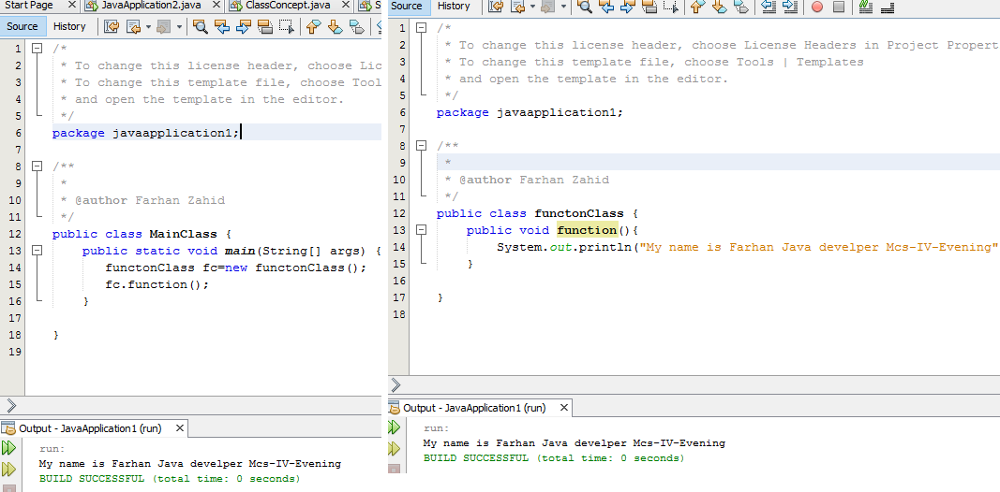 Start Page
JavaApplication2.java
ClassConcept.java
Source History
1 /*
2 * To change this license header, choose Lic
3 * To change this template file, choose Tool
4 * and open the template in the editor.
5 */
6 package javaapplication1;
7
8 /**
9 *
10 * @author Farhan Zahid
11 */
12 public class MainClass {
13 public static void main(String[] args) {
14 functonClass fc=new functonClass();
15 fc.function();
16 }
17
18 }
19
Output - JavaApplication1 (run)
run:
My name is Farhan Java develper Mcs-IV-Evening
BUILD SUCCESSFUL (total time: 0 seconds)
Source History
1 /*
2 * To change this license header, choose License Headers in Project Propert
3 * To change this template file, choose Tools | Templates
4 * and open the template in the editor.
5 */
6 package javaapplication1;
7
8 /**
9 *
10 * @author Farhan Zahid
11 */
12 public class functonClass {
13 public void function(){
14 System.out.println("My name is Farhan Java develper Mcs-IV-Evening"
15 }
16
17 }
18
Output - JavaApplication1 (run)
run:
My name is Farhan Java develper Mcs-IV-Evening
BUILD SUCCESSFUL (total time: 0 seconds)